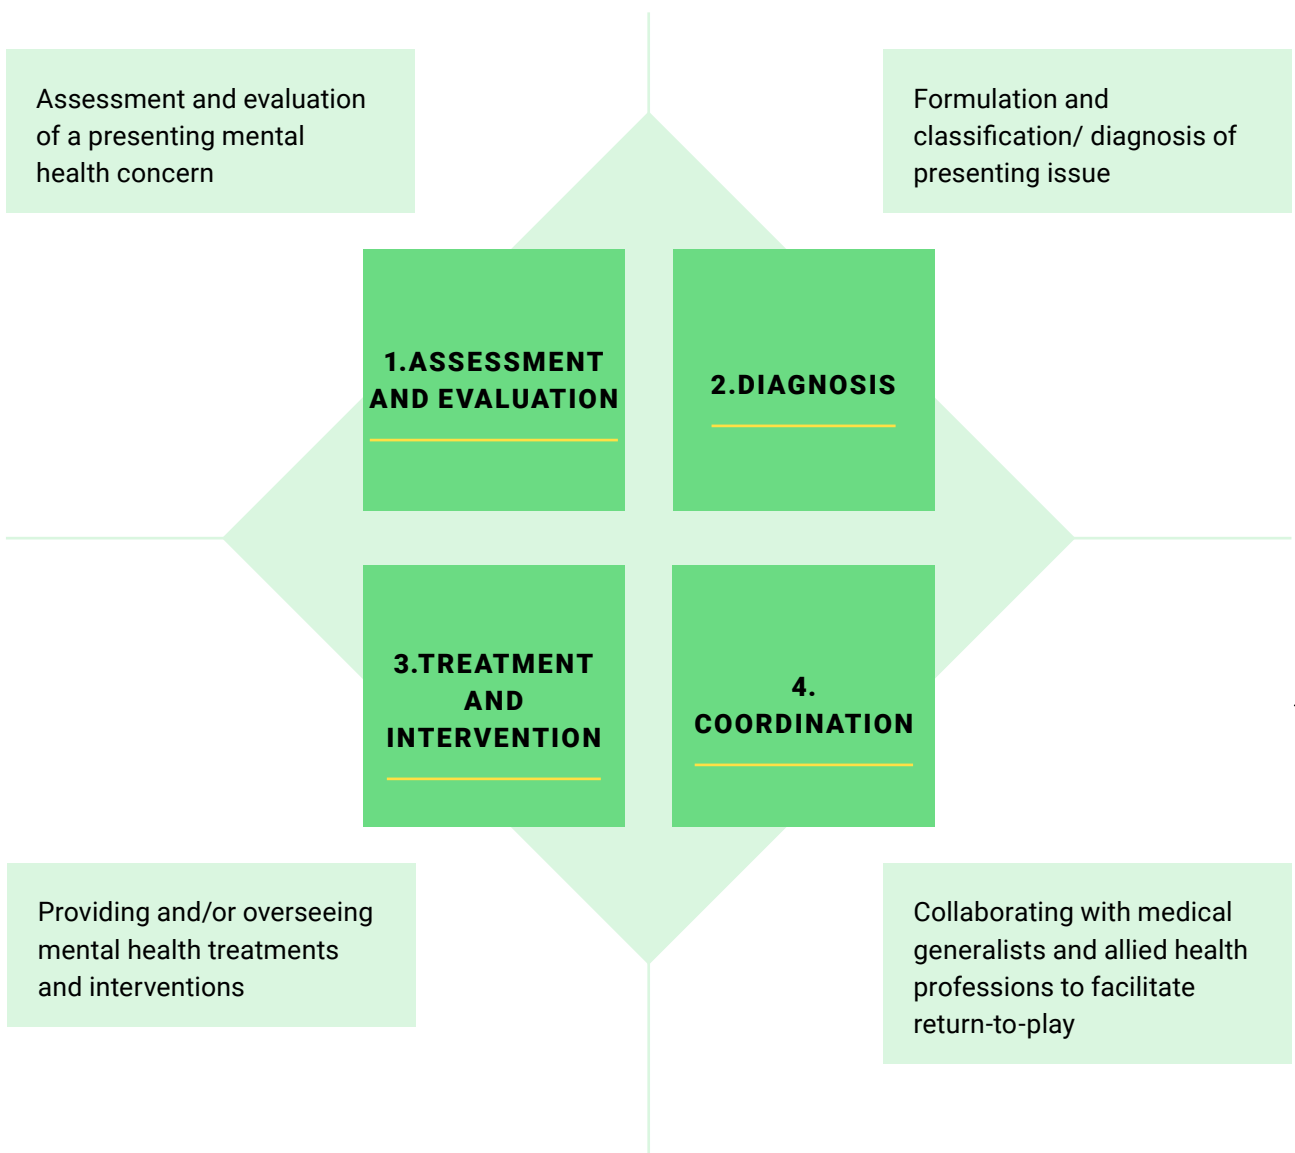 Assessment and evaluation
of a presenting mental
health concern
Formulation and
classification/ diagnosis of
presenting issue
1.ASSESSMENT
AND EVALUATION
2.DIAGNOSIS
3.TREATMENT
AND
INTERVENTION
4.
COORDINATION
Providing and/or overseeing
mental health treatments
and interventions
Collaborating with medical
generalists and allied health
professions to facilitate
return-to-play